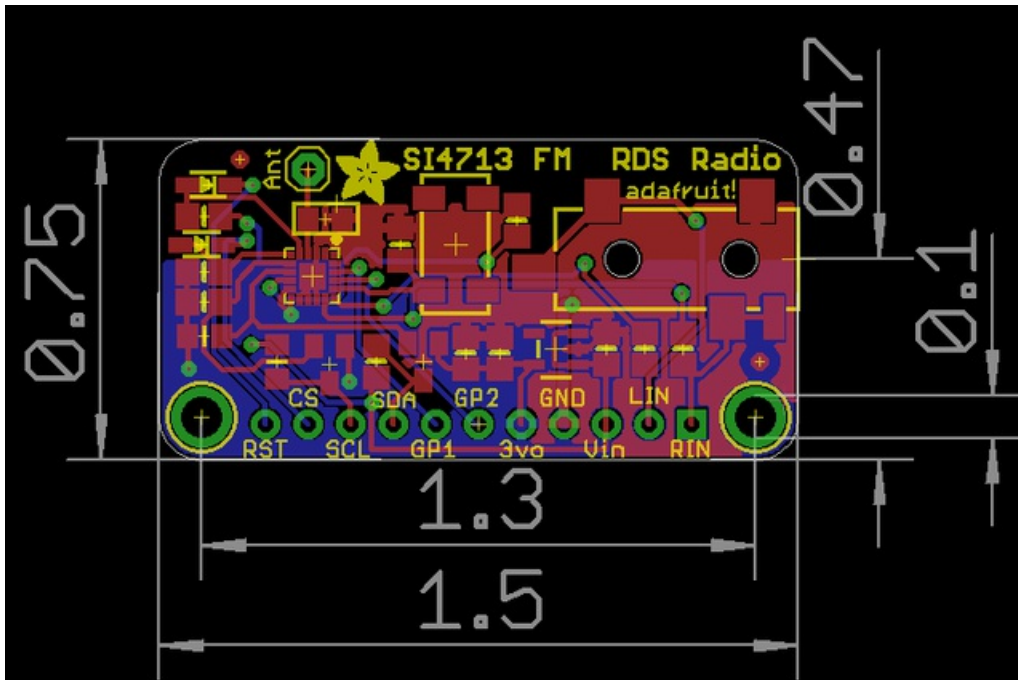 0.47
Ant
SI4713 FM RDS Radio
adafruit!
0.75
0.1
CS SDA GP2 GND LIN
RST SCL GP1 3vo Vin RIN
1.3
1.5